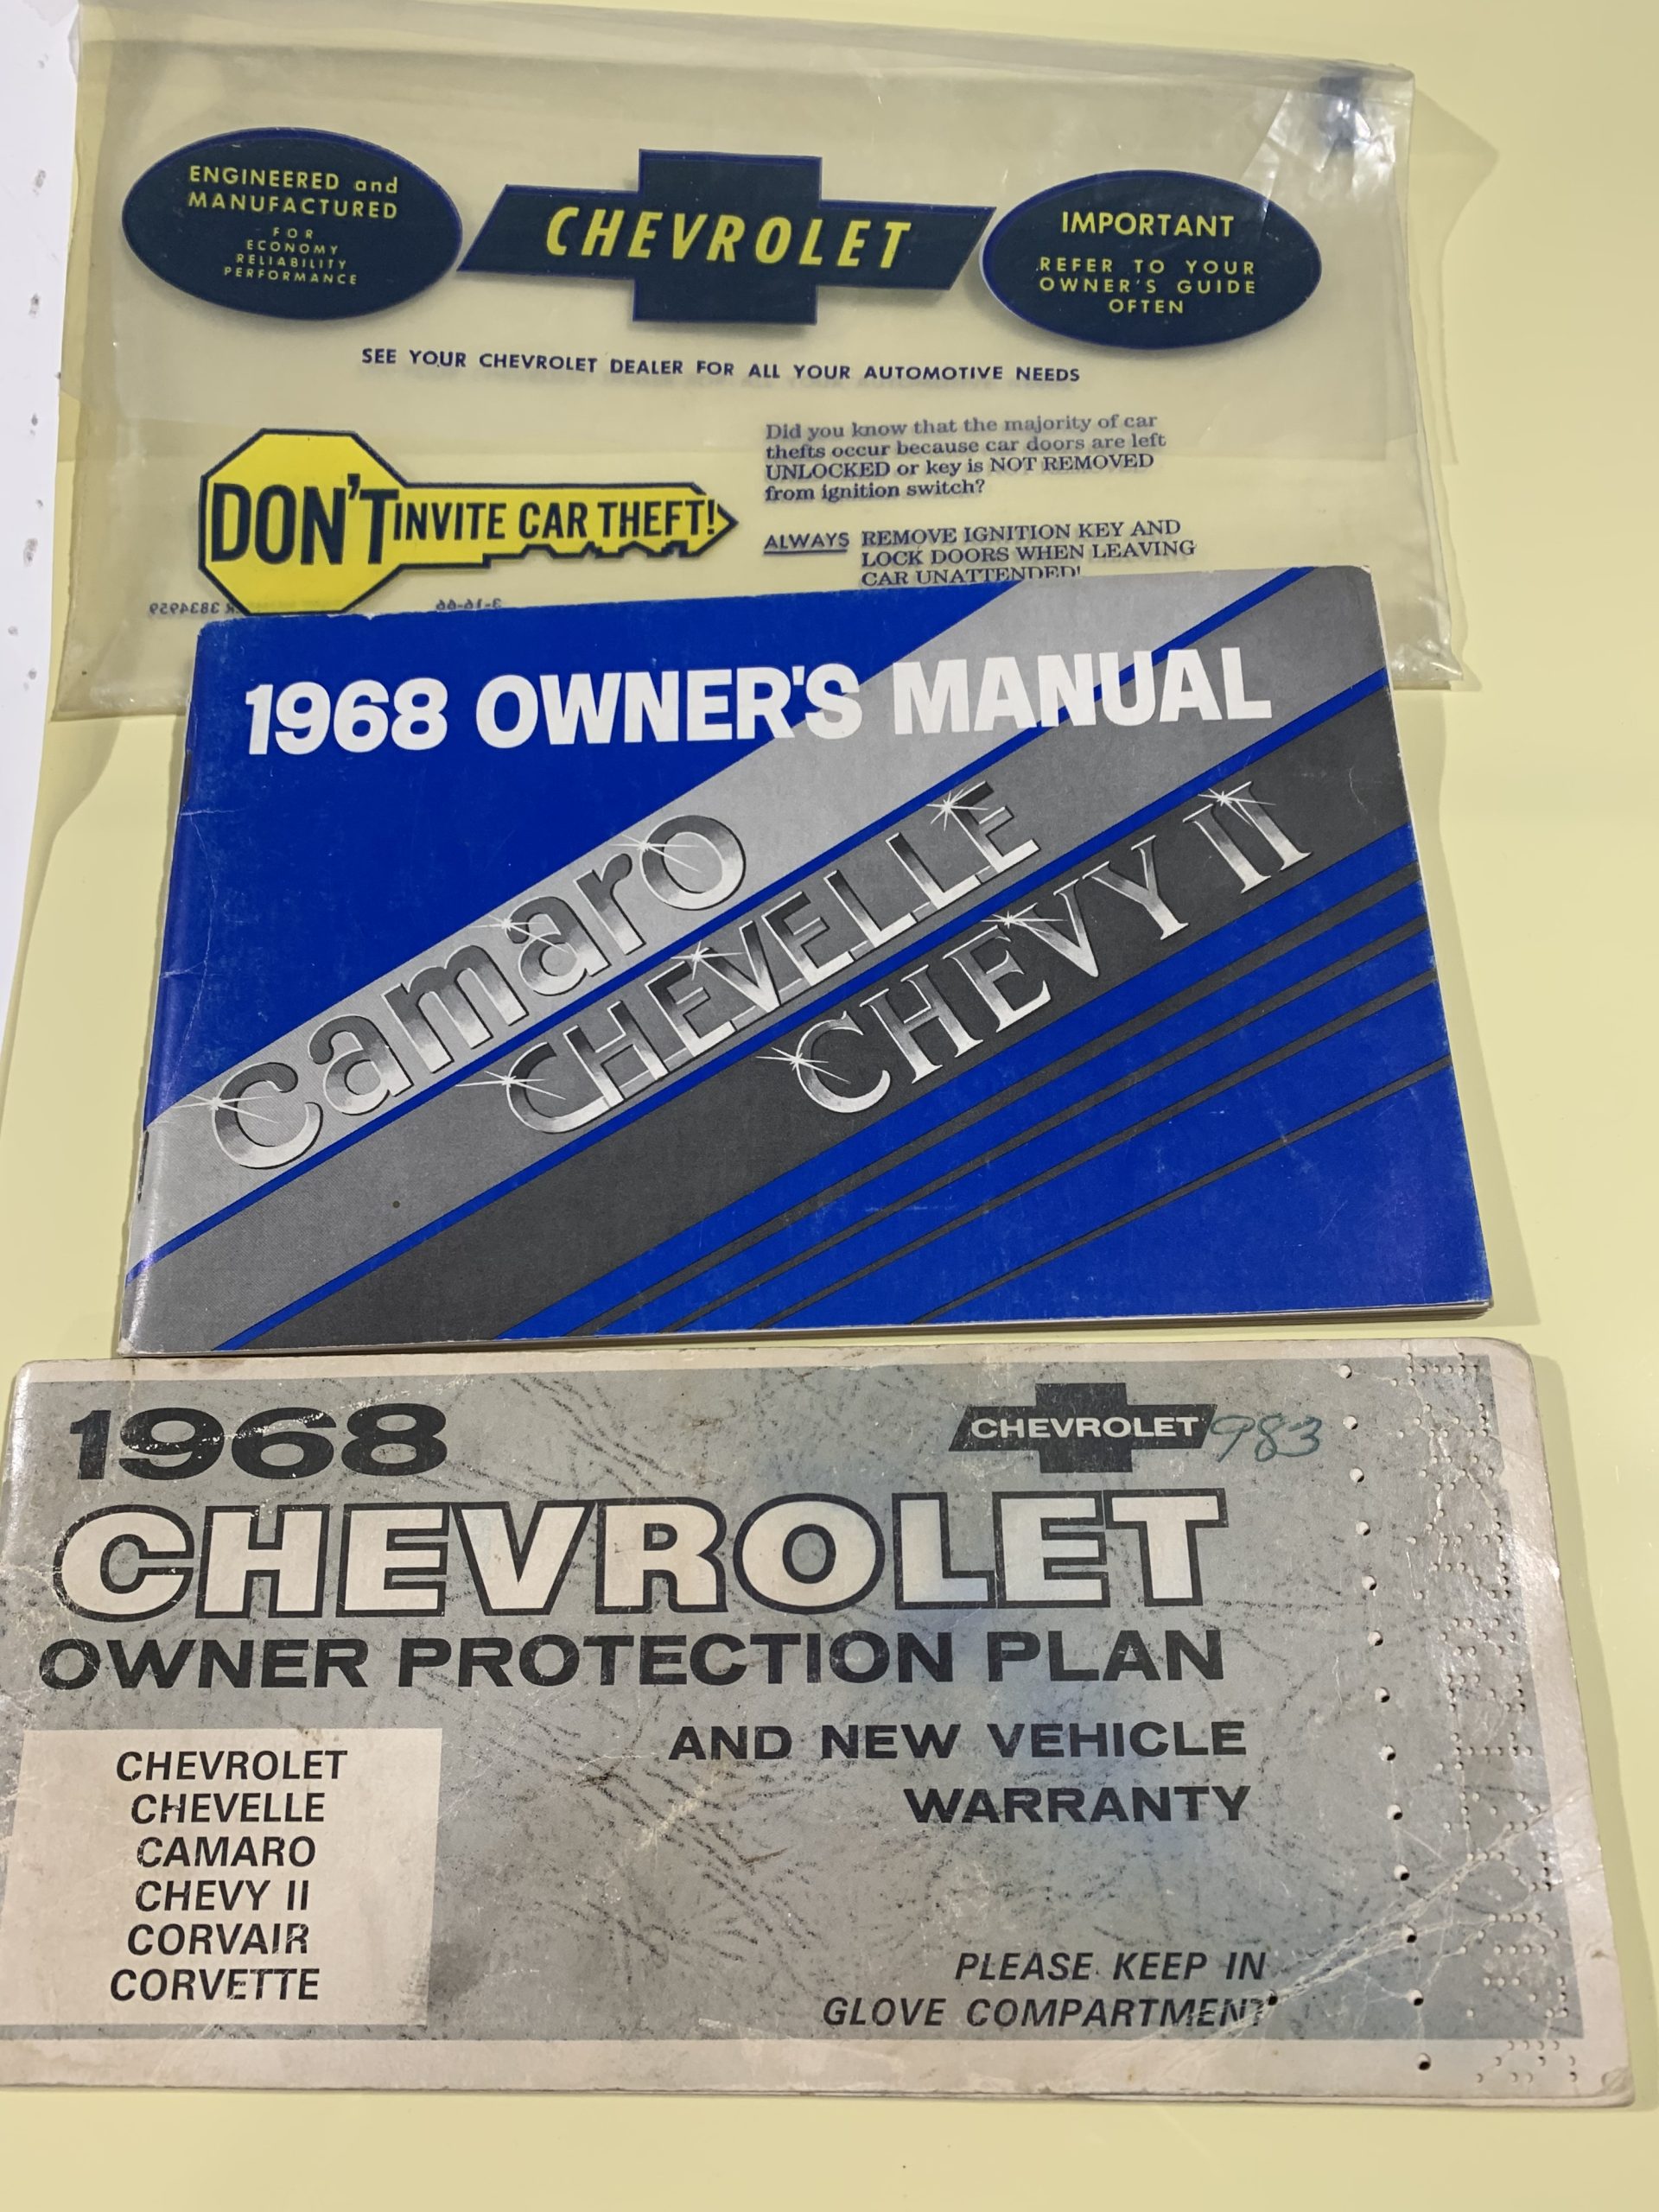 ENGINEERED and
MANUFACTURED
FOR
ECONOMY
RELIABILITY
PERFORMANCE
CHEVROLET
IMPORTANT
REFER TO YOUR
OWNER'S GUIDE
OFTEN
SEE YOUR CHEVROLET DEALER FOR ALL YOUR AUTOMOTIVE NEEDS
DON'T INVITE CAR THEFT!
Did you know that the majority of car
thefts occur because car doors are left
UNLOCKED or key is NOT REMOVED
from ignition switch?
ALWAYS REMOVE IGNITION KEY AND
LOCK DOORS WHEN LEAVING
CAR UNATTENDED!
3834959
1968 OWNER'S MANUAL
camaro
CHEVELLE
CHEVY II
1968
CHEVROLET 983
CHEVROLET
OWNER PROTECTION PLAN
AND NEW VEHICLE
WARRANTY
CHEVROLET
CHEVELLE
CAMARO
CHEVY II
CORVAIR
CORVETTE
PLEASE KEEP IN
GLOVE COMPARTMENT